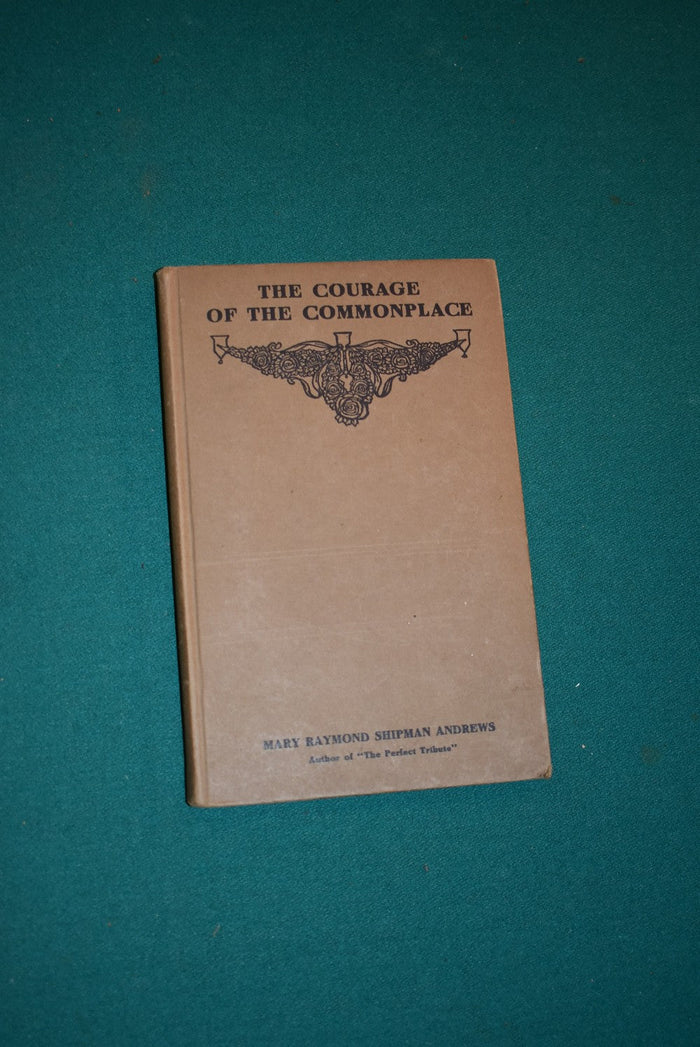 THE COURAGE
OF THE COMMONPLACE
MARY RAYMOND SHIPMAN ANDREWS
Author of "The Perfect Tribute"